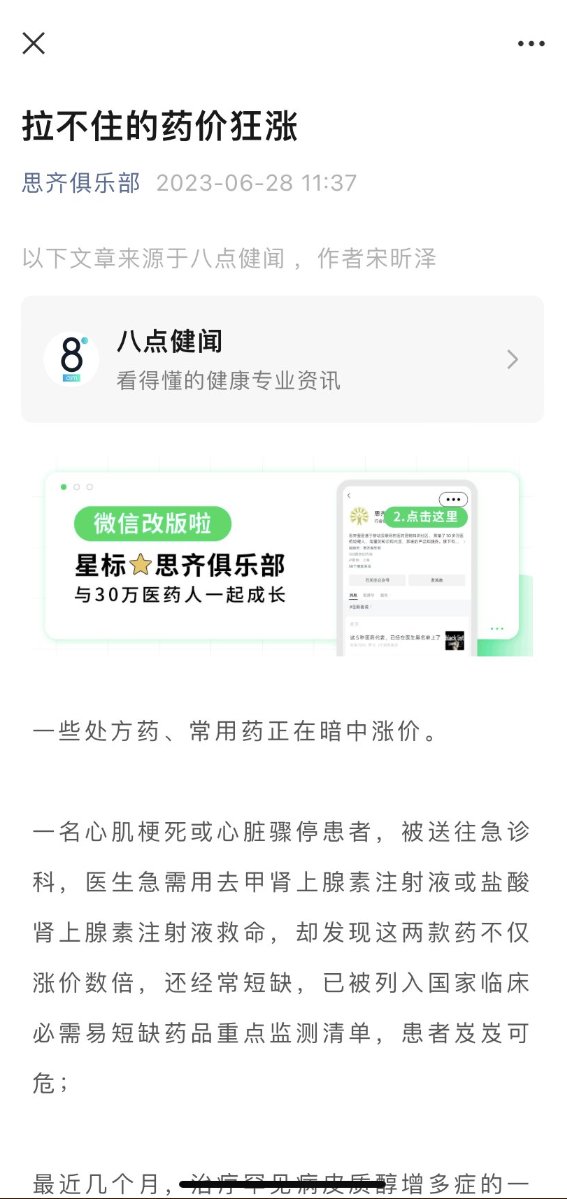 拉不住的药价狂涨
思齐俱乐部 2023-06-28 11:37
以下文章来源于八点健闻 ，作者宋昕泽
8
am
八点健闻
看得懂的健康专业资讯
微信改版啦
星标⭐思齐俱乐部
与30万医药人一起成长
2.点击这里
一些处方药、常用药正在暗中涨价。
一名心肌梗死或心脏骤停患者，被送往急诊
科，医生急需用去甲肾上腺素注射液或盐酸
肾上腺素注射液救命，却发现这两款药不仅
涨价数倍，还经常短缺，已被列入国家临床
必需易短缺药品重点监测清单，患者岌岌可
危；
最近几个月，治疗罕见病皮质醇增多症的一